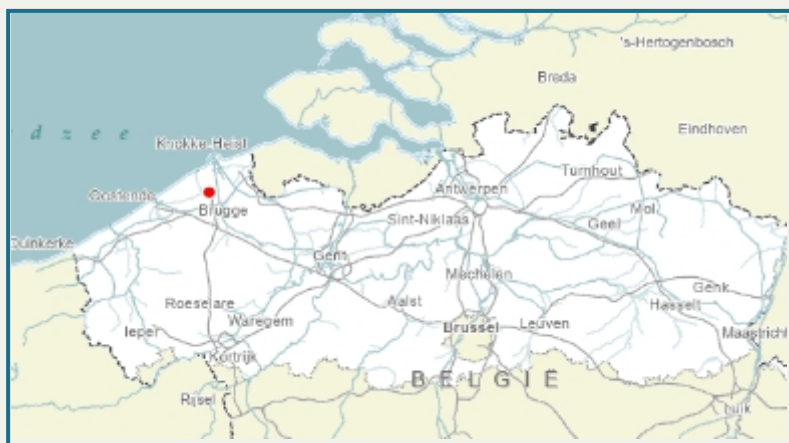 's-Hertogenbosch
Breda
d z e e
Eindhoven
Knokke-Heist
Turnhout
Antwerpen
Oostende
Brugge
Sint-Niklaas
Mol
Geel
Duinkerke
Gent
Mechelen
Genk
Roeselare
Aalst
Hasselt
Waregem
Ieper
Brussel
Leuven
Maastricht
Kortrijk
BELGIË
Rijsel
Luik